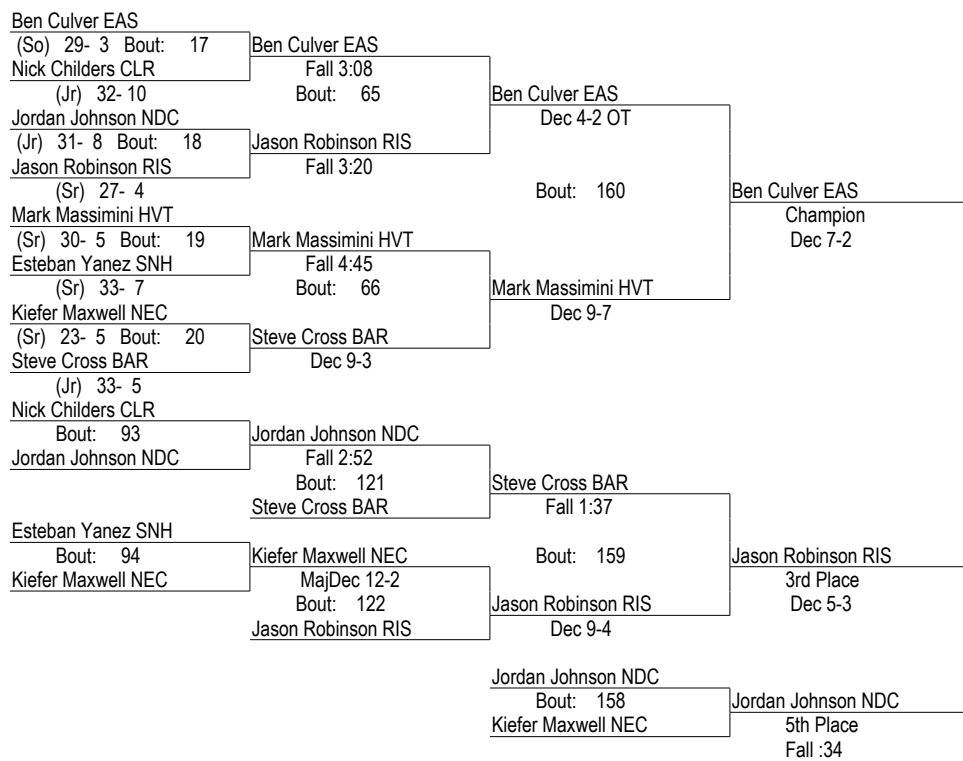 Ben Culver EAS
(So) 29- 3 Bout: 17
Nick Childers CLR
(Jr) 32- 10
Jordan Johnson NDC
(Jr) 31- 8 Bout: 18
Jason Robinson RIS
(Sr) 27- 4
Mark Massimini HVT
(Sr) 30- 5 Bout: 19
Esteban Yanez SNH
(Sr) 33- 7
Kiefer Maxwell NEC
(Sr) 23- 5 Bout: 20
Steve Cross BAR
(Jr) 33- 5
Ben Culver EAS
Fall 3:08
Bout: 65
Jason Robinson RIS
Fall 3:20
Mark Massimini HVT
Fall 4:45
Bout: 66
Steve Cross BAR
Dec 9-3
Ben Culver EAS
Dec 4-2 OT
Bout: 160
Mark Massimini HVT
Dec 9-7
Ben Culver EAS
Champion
Dec 7-2
Nick Childers CLR
Bout: 93
Jordan Johnson NDC
Esteban Yanez SNH
Bout: 94
Kiefer Maxwell NEC
Jordan Johnson NDC
Fall 2:52
Bout: 121
Steve Cross BAR
Kiefer Maxwell NEC
MajDec 12-2
Bout: 122
Jason Robinson RIS
Steve Cross BAR
Fall 1:37
Bout: 159
Jason Robinson RIS
Dec 9-4
Jason Robinson RIS
3rd Place
Dec 5-3
Jordan Johnson NDC
Bout: 158
Kiefer Maxwell NEC
Jordan Johnson NDC
5th Place
Fall :34